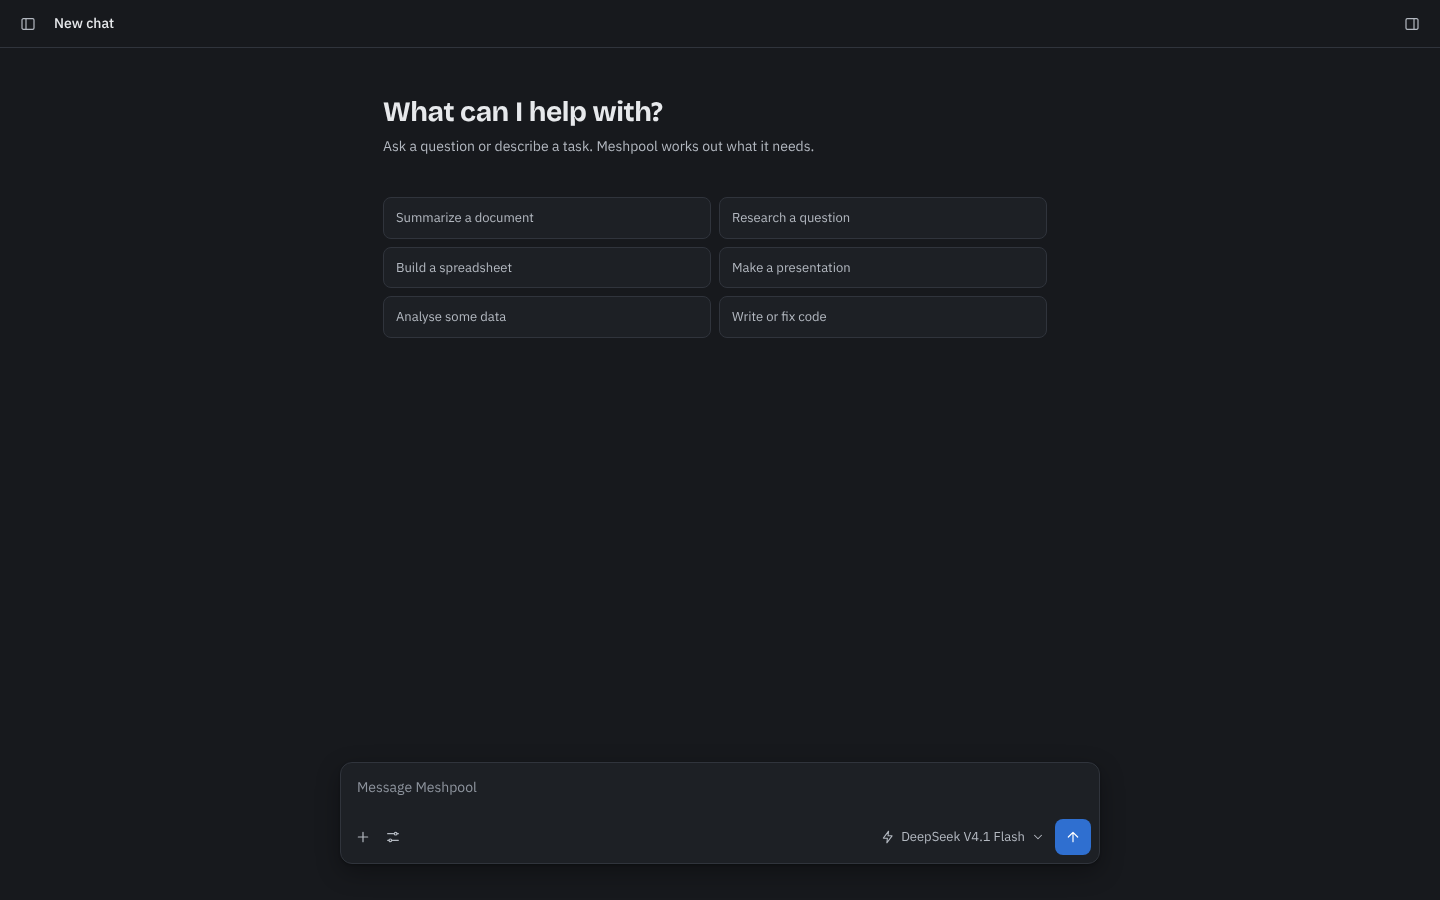 New chat
What can I help with?
Ask a question or describe a task. Meshpool works out what it needs.
Summarize a document
Research a question
Build a spreadsheet
Make a presentation
Analyse some data
Write or fix code
Message Meshpool
DeepSeek V4.1 Flash